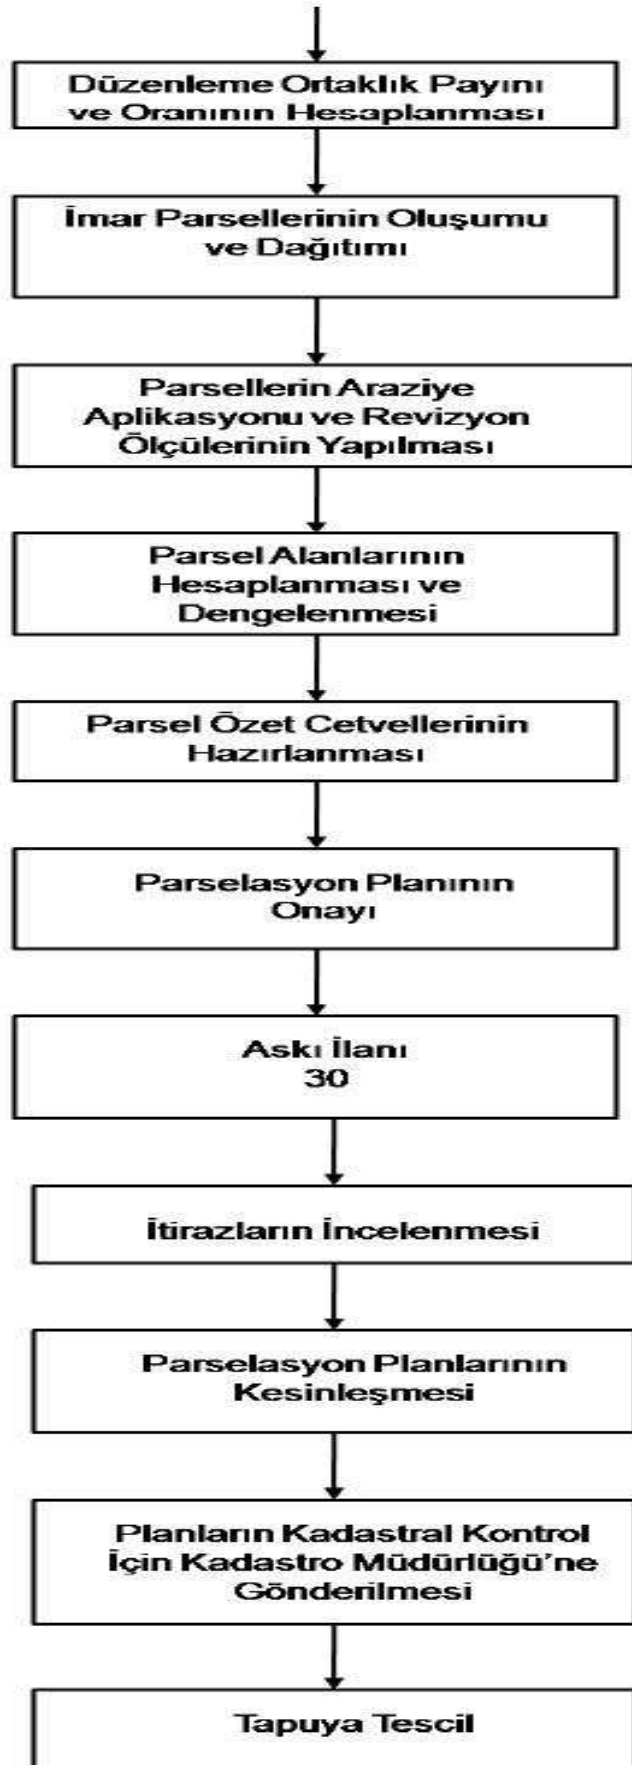 Düzenleme Ortaklık Payını
ve Oranının Hesaplanması
İmar Parsellerinin Oluşumu
ve Dağıtımı
Parsellerin Araziye
Aplikasyonu ve Revizyon
Ölçülerinin Yapılması
Parsel Alanlarının
Hesaplanması ve
Dengelenmesi
Parsel Özet Cetvellerinin
Hazırlanması
Parselasyon Planının
Onayı
Askı İlanı
30
İtirazların İncelenmesi
Parselasyon Planlarının
Kesinleşmesi
Planların Kadastral Kontrol
İçin Kadastro Müdürlüğü'ne
Gönderilmesi
Tapuya Tescil